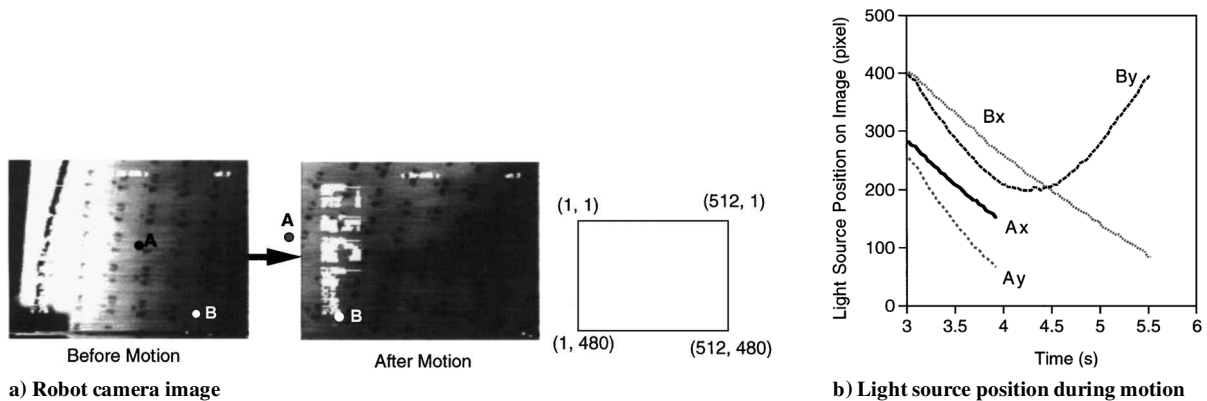 A
B
Before Motion
A
B
After Motion
(1, 1)
(512, 1)
(1, 480)
(512, 480)
a) Robot camera image
Light Source Position on Image (pixel)
500
400
300
200
100
0
By
Bx
Ax
Ay
3
3.5
4
4.5
5
5.5
6
Time (s)
b) Light source position during motion